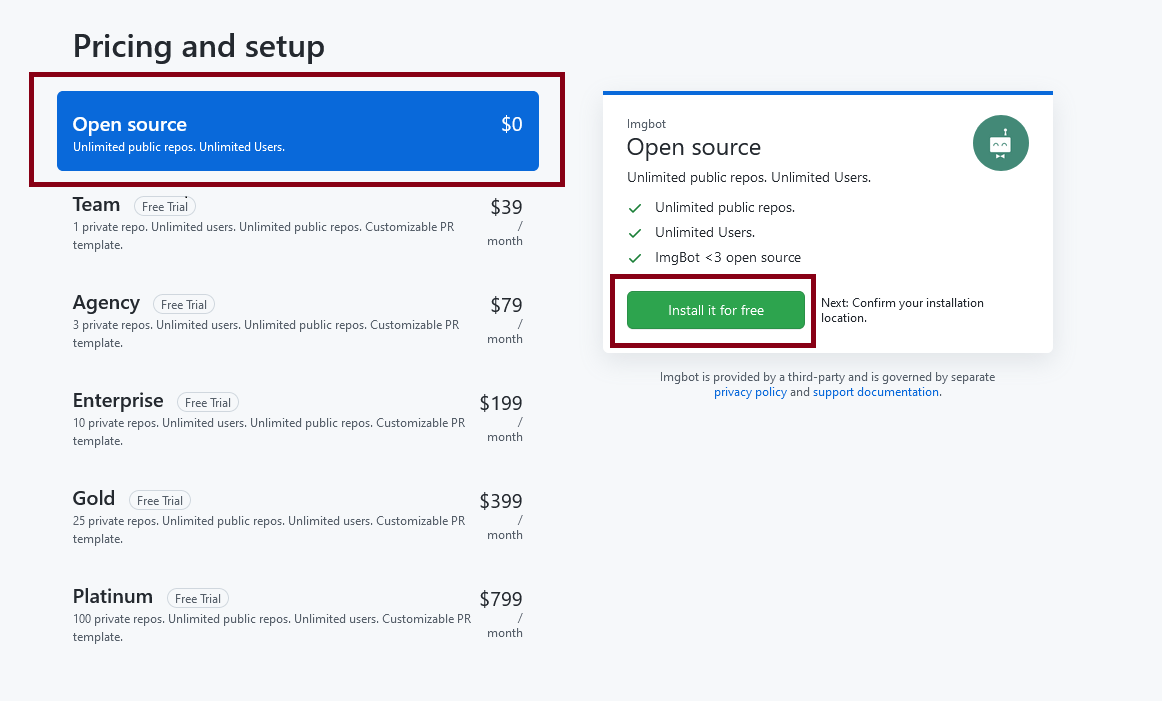 Pricing and setup
Open source
$0
Unlimited public repos. Unlimited Users.
Team
Free Trial
$39
1 private repo. Unlimited users. Unlimited public repos. Customizable PR
template.
/
month
Agency
Free Trial
$79
3 private repos. Unlimited users. Unlimited public repos. Customizable PR
template.
/
month
Enterprise
Free Trial
$199
10 private repos. Unlimited users. Unlimited public repos. Customizable PR
template.
/
month
Gold
Free Trial
$399
25 private repos. Unlimited public repos. Unlimited users. Customizable PR
template.
/
month
Platinum
Free Trial
$799
100 private repos. Unlimited public repos. Unlimited users. Customizable PR
template.
/
month
Imgbot
Open source
Unlimited public repos. Unlimited Users.
Unlimited public repos.
Unlimited Users.
ImgBot <3 open source
Install it for free
Next: Confirm your installation
location.
Imgbot is provided by a third-party and is governed by separate
privacy policy and support documentation.